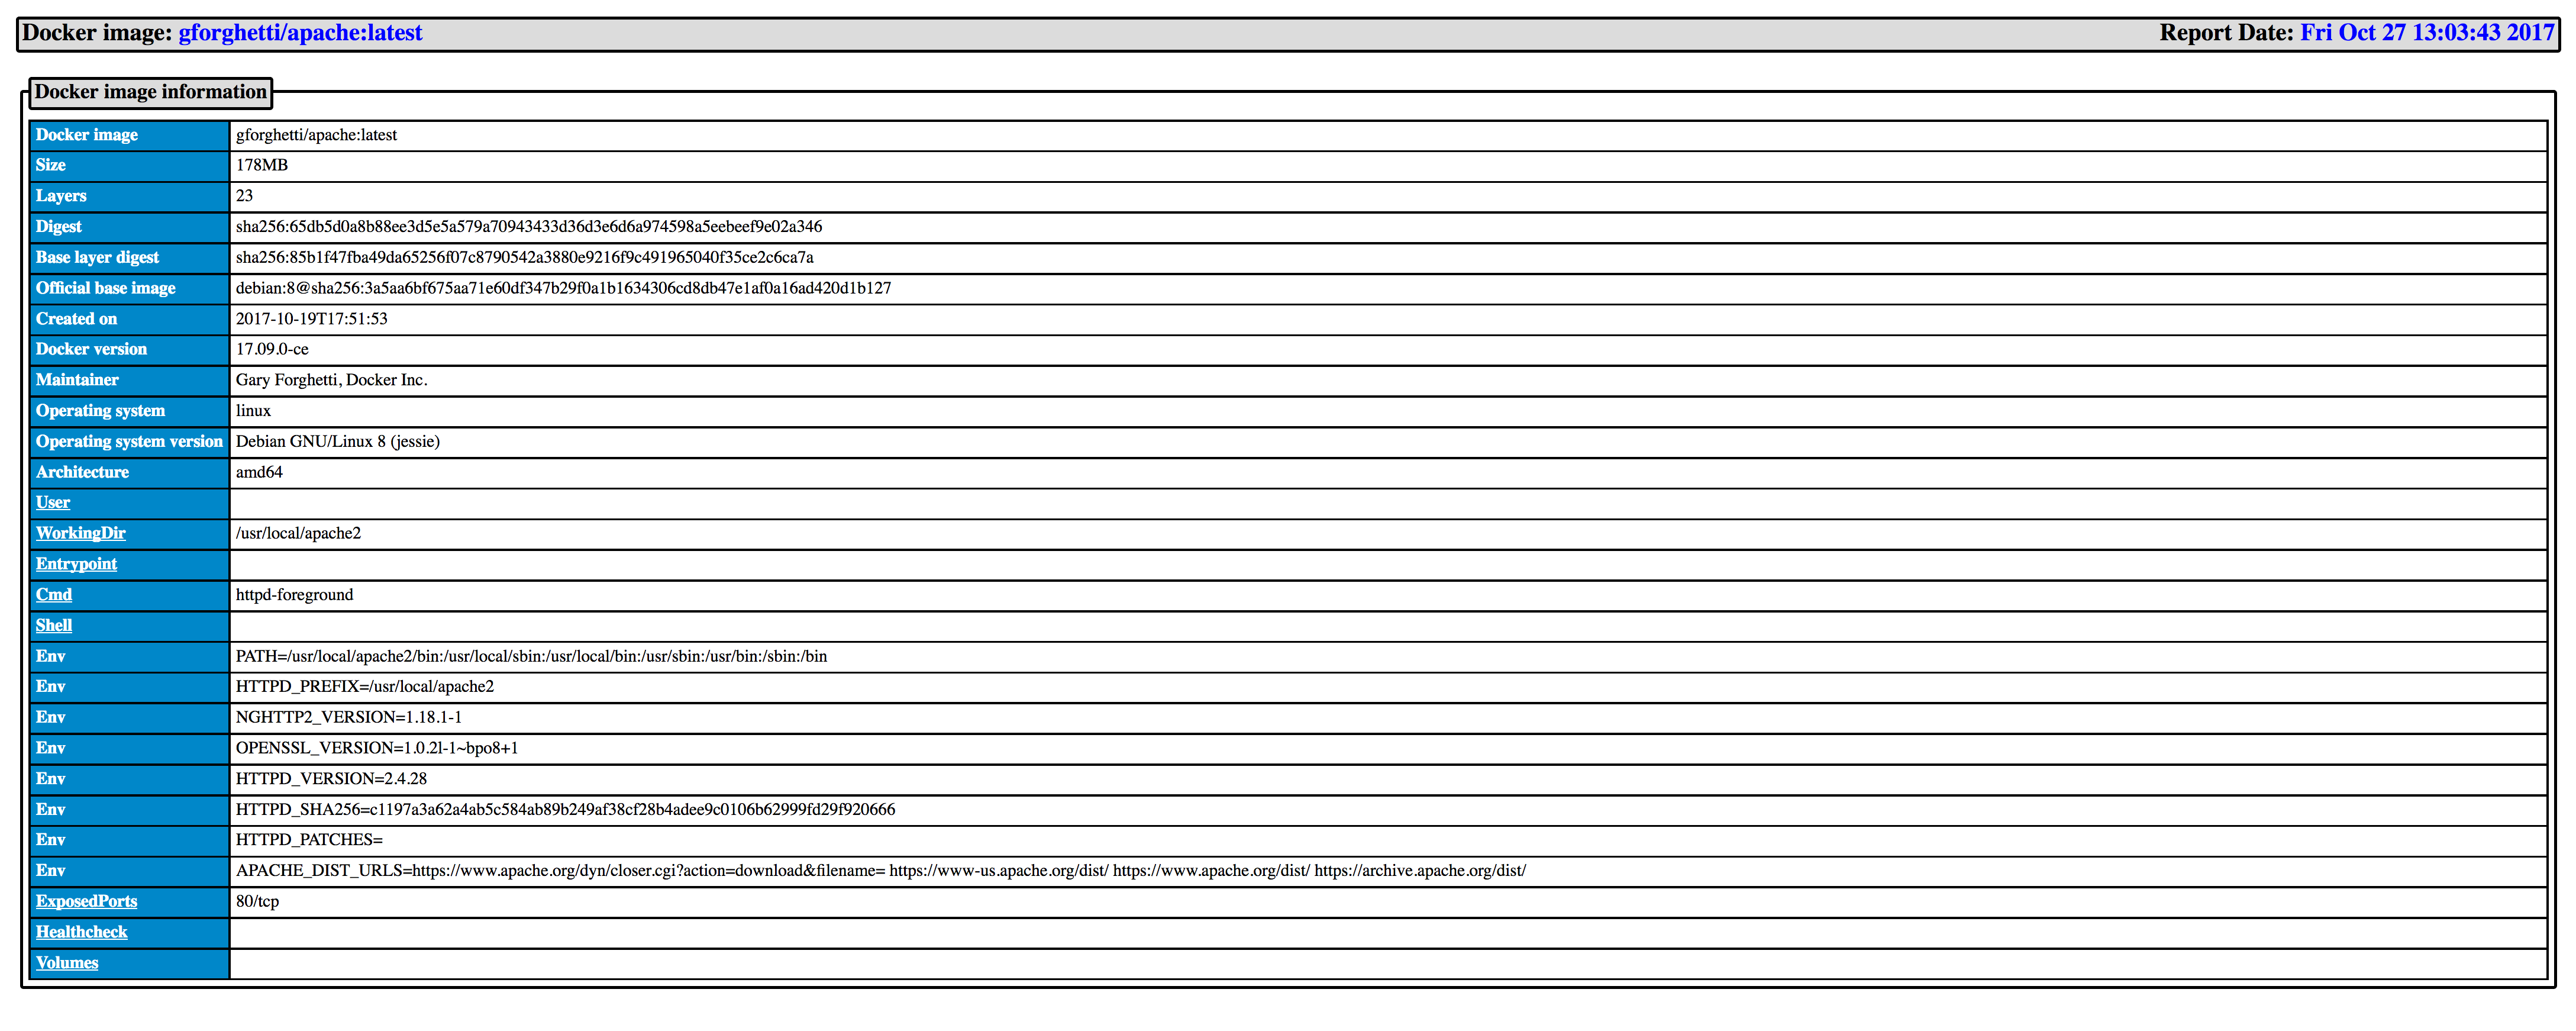 Docker image: gforghetti/apache:latest Report Date: Fri Oct 27 13:03:43 2017
Docker image information
Docker image gforghetti/apache:latest
Size 178MB
Layers 23
Digest sha256:65db5d0a8b88ee3d5e5a579a70943433d36d3e6d6a974598a5eebeef9e02a346
Base layer digest sha256:85b1f47fba49da65256f07c8790542a3880e9216f9c491965040f35ce2c6ca7a
Official base image debian:8@sha256:3a5aa6bf675aa71e60df347b29f0a1b1634306cd8db47e1af0a16ad420d1b127
Created on 2017-10-19T17:51:53
Docker version 17.09.0-ce
Maintainer Gary Forghetti, Docker Inc.
Operating system linux
Operating system version Debian GNU/Linux 8 (jessie)
Architecture amd64
User
WorkingDir /usr/local/apache2
Entrypoint
Cmd httpd-foreground
Shell
Env PATH=/usr/local/apache2/bin:/usr/local/sbin:/usr/local/bin:/usr/sbin:/usr/bin:/sbin:/bin
Env HTTPD_PREFIX=/usr/local/apache2
Env NGHTTP2_VERSION=1.18.1-1
Env OPENSSL_VERSION=1.0.2l-1~bpo8+1
Env HTTPD_VERSION=2.4.28
Env HTTPD_SHA256=c1197a3a62a4ab5c584ab89b249af38cf28b4adee9c0106b62999fd29f920666
Env HTTPD_PATCHES=
Env APACHE_DIST_URLS=https://www.apache.org/dyn/closer.cgi?action=download&filename= https://www-us.apache.org/dist/ https://www.apache.org/dist/ https://archive.apache.org/dist/
ExposedPorts 80/tcp
Healthcheck
Volumes